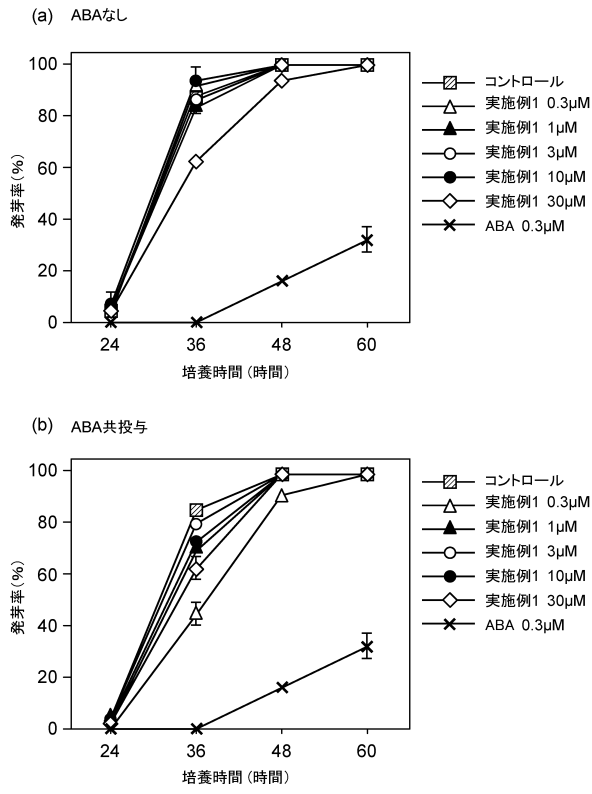 (a) ABAなし
100
80
60
40
20
0
発芽率(%)
24 36 48 60
培養時間(時間)
コントロール
実施例1 0.3μM
実施例1 1μM
実施例1 3μM
実施例1 10μM
実施例1 30μM
ABA 0.3μM
(b) ABA共投与
100
80
60
40
20
0
発芽率(%)
24 36 48 60
培養時間(時間)
コントロール
実施例1 0.3μM
実施例1 1μM
実施例1 3μM
実施例1 10μM
実施例1 30μM
ABA 0.3μM